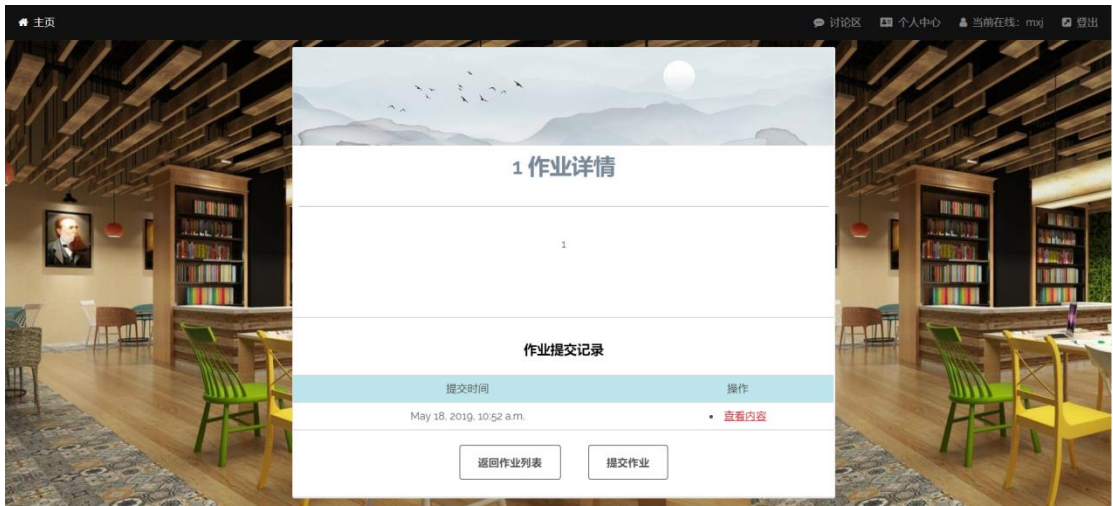 主页 讨论区 个人中心 当前在线：mxj 登出
1 作业详情
1
作业提交记录
提交时间 操作
May 18, 2019, 10:52 a.m. 查看内容
返回作业列表 提交作业